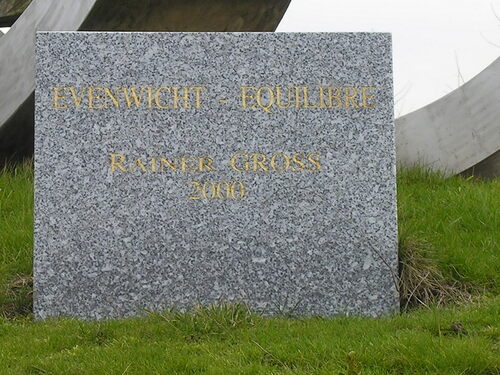 EVENWICHT - EQUILIBRE
RAINER GROSS
2000